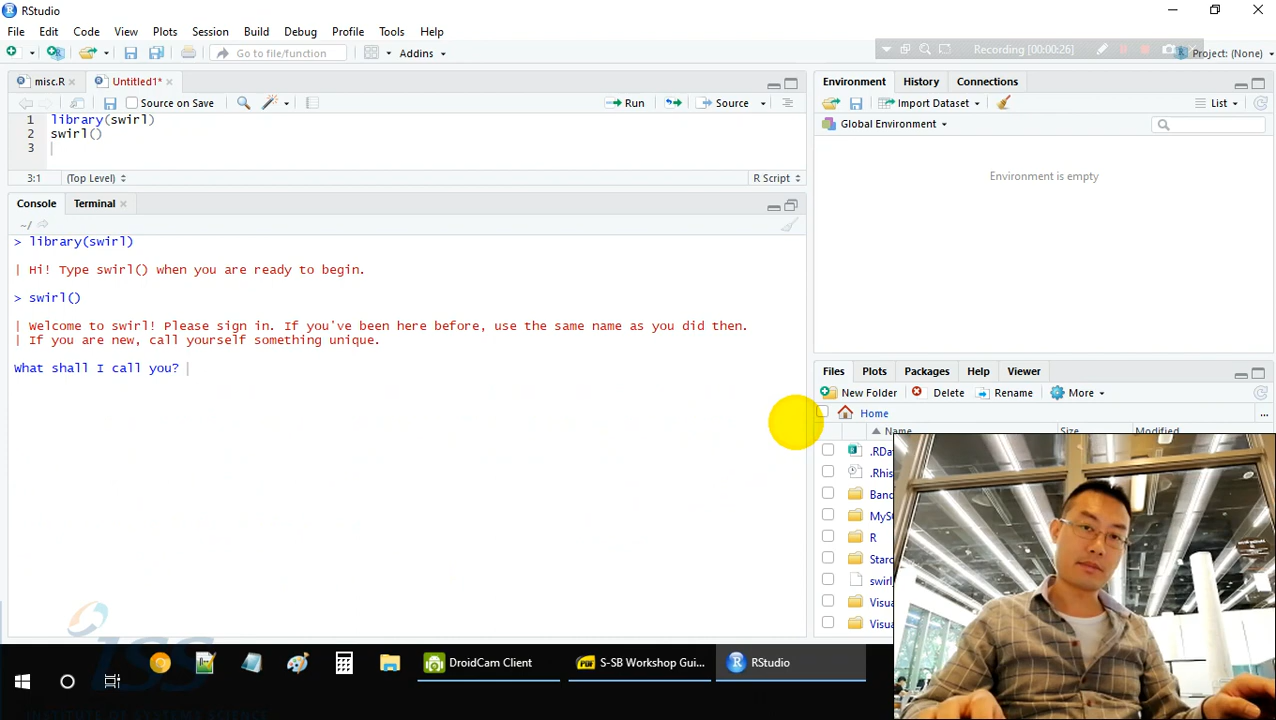 RStudio
File Edit Code View Plots Session Build Debug Profile Tools Help
Go to file/function
Addins
Recording [00:00:26]
Project: (None)
misc.R
Untitled1*
Source on Save
Run
Source
1 library(swirl)
2 swirl()
3
3:1 (Top Level)
R Script
Console Terminal
~/
> library(swirl)
| Hi! Type swirl() when you are ready to begin.
> swirl()
| Welcome to swirl! Please sign in. If you've been here before, use the same name as you did then.
| If you are new, call yourself something unique.
What shall I call you?
Environment History Connections
Import Dataset
List
Global Environment
Environment is empty
Files Plots Packages Help Viewer
New Folder Delete Rename More
Home
...
Name Size Modified
.RDa
.Rhis
Banc
MyS
R
Starc
swirl
Visua
Visua
iss
DroidCam Client
S-SB Workshop Gui...
RStudio